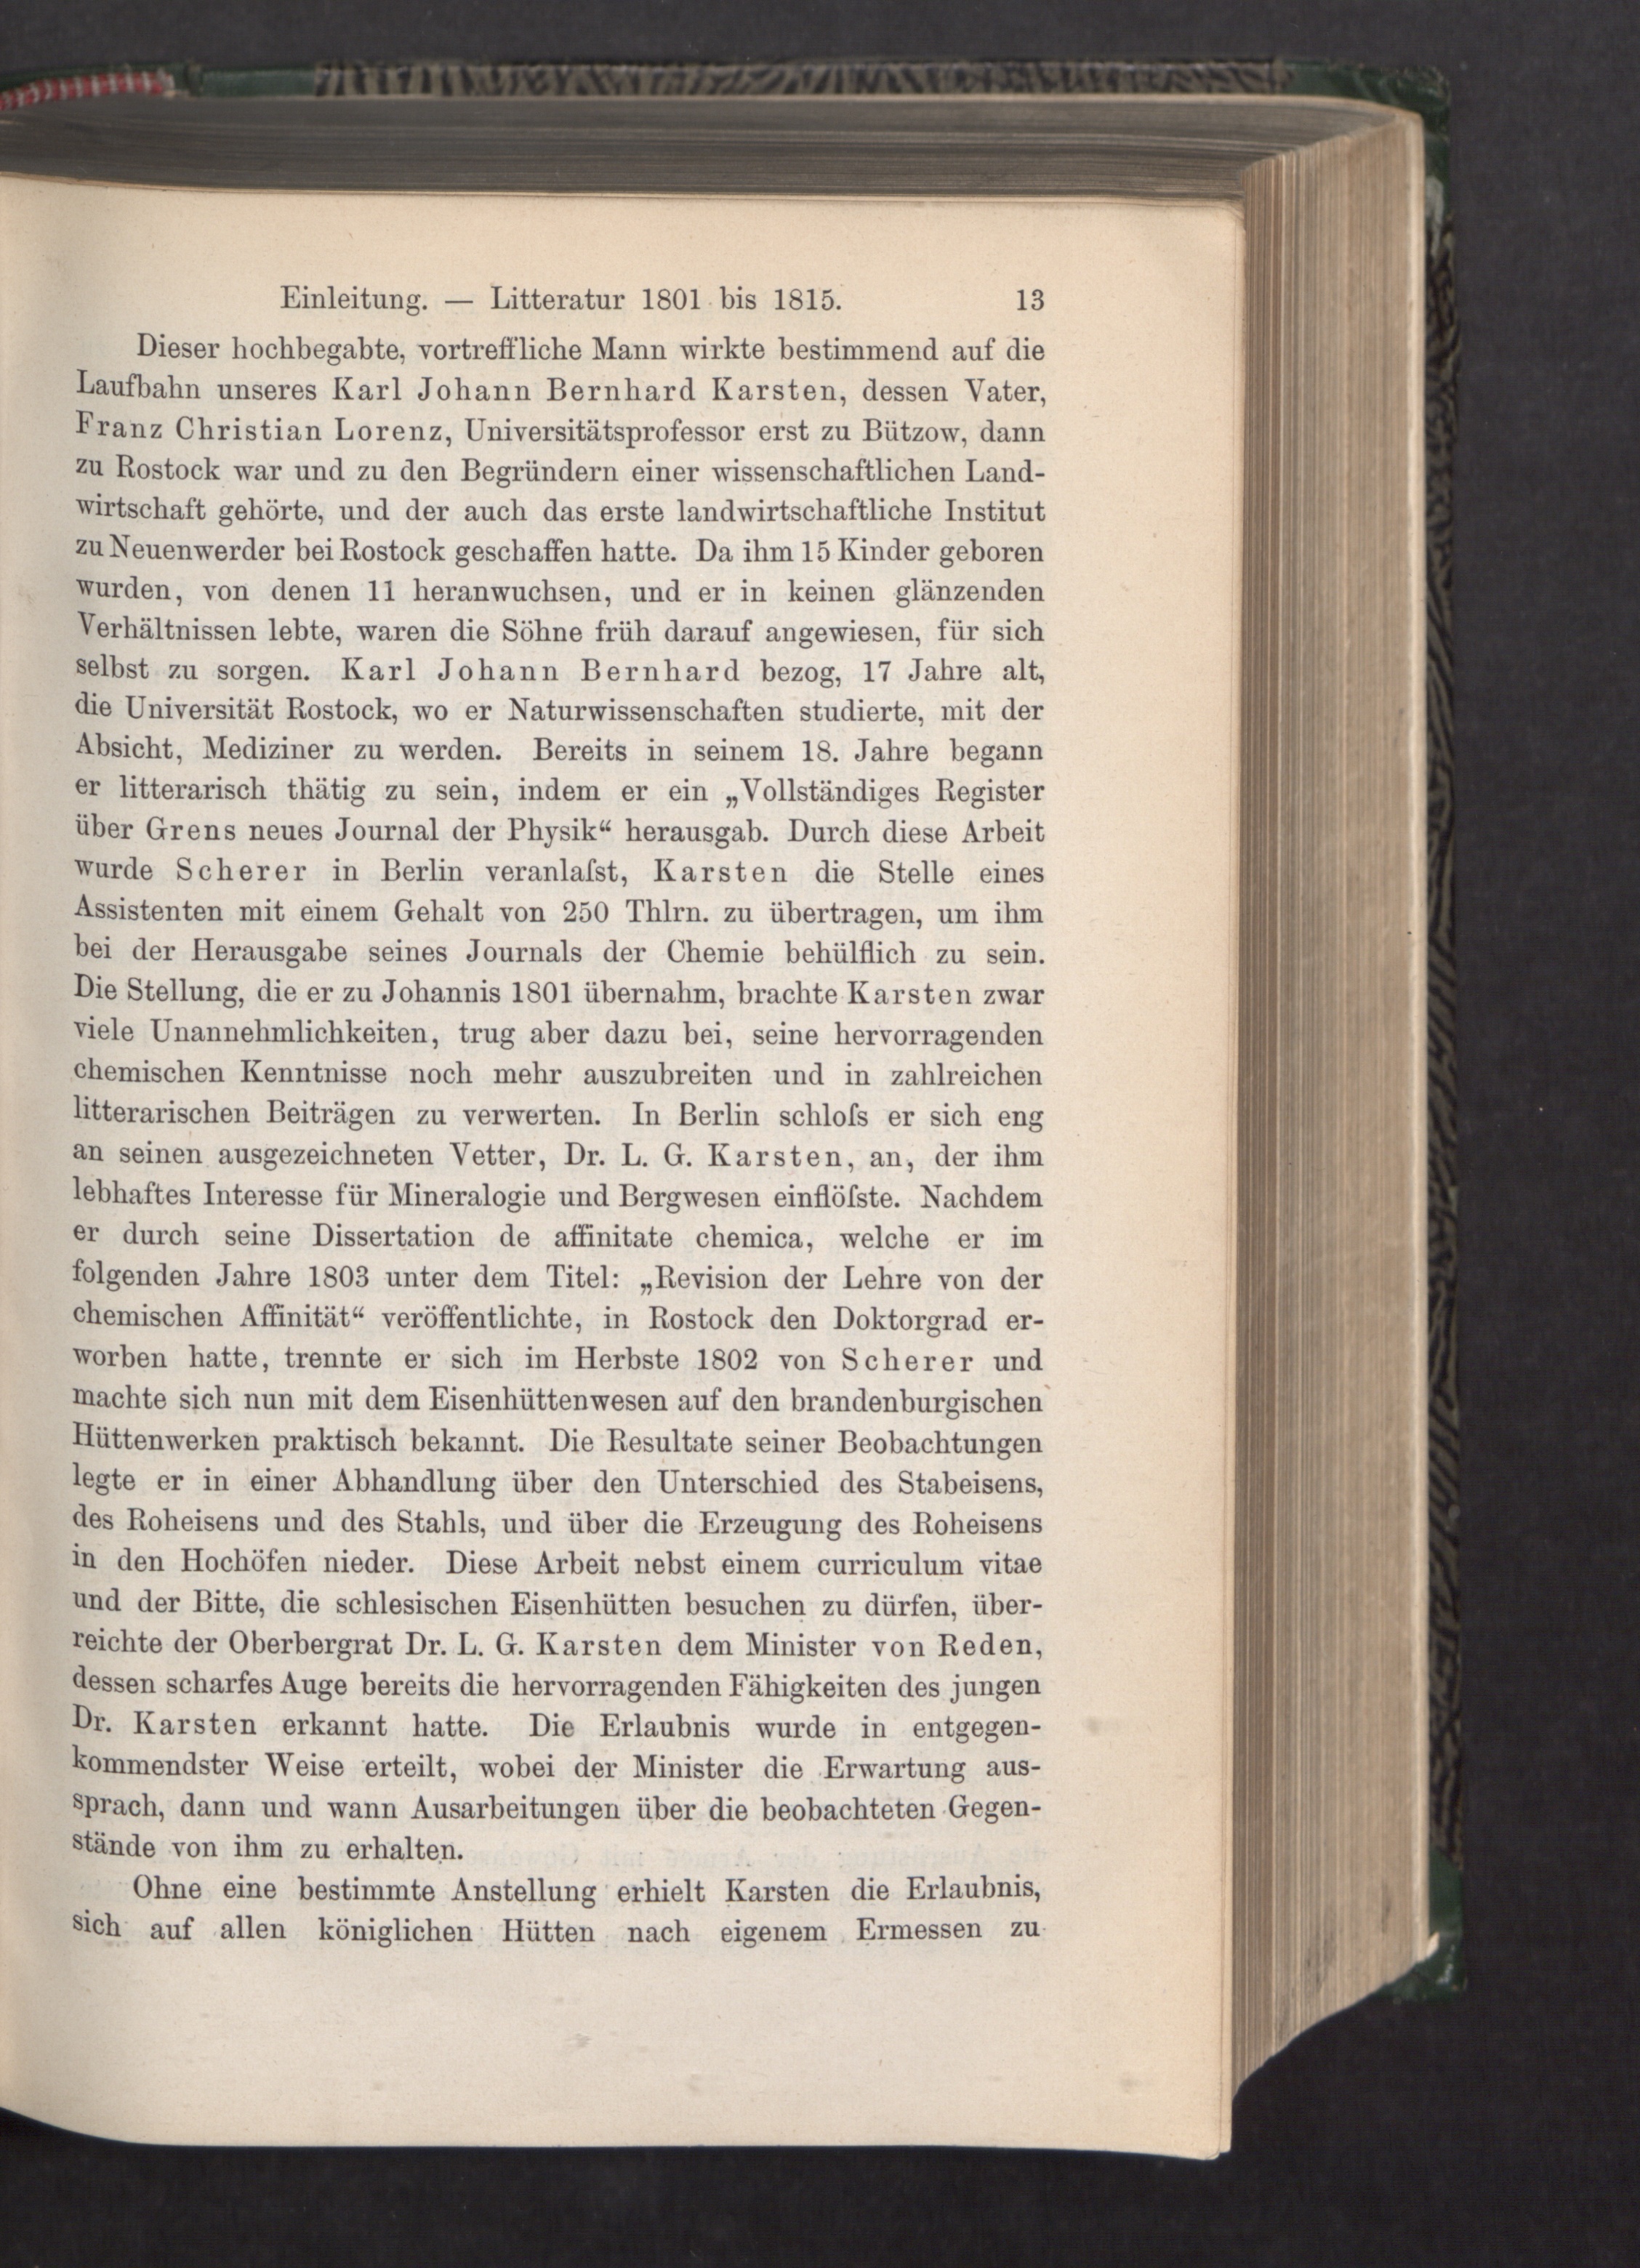 Einleitung. — Litteratur 1801 bis 1815. 13
Dieser hochbegabte, vortreffliche Mann wirkte bestimmend auf die
Laufbahn unseres Karl Johann Bernhard Karsten, dessen Vater,
Franz Christian Lorenz, Universitätsprofessor erst zu Bützow, dann
zu Rostock war und zu den Begründern einer wissenschaftlichen Land-
wirtschaft gehörte, und der auch das erste landwirtschaftliche Institut
zu Neuenwerder bei Rostock geschaffen hatte. Da ihm 15 Kinder geboren
wurden, von denen 11 heranwuchsen, und er in keinen glänzenden
Verhältnissen lebte, waren die Söhne früh darauf angewiesen, für sich
selbst zu sorgen. Karl Johann Bernhard bezog, 17 Jahre alt,
die Universität Rostock, wo er Naturwissenschaften studierte, mit der
Absicht, Mediziner zu werden. Bereits in seinem 18. Jahre begann
er litterarisch thätig zu sein, indem er ein „Vollständiges Register
über Grens neues Journal der Physik“ herausgab. Durch diese Arbeit
wurde Scherer in Berlin veranlaſst, Karsten die Stelle eines
Assistenten mit einem Gehalt von 250 Thlrn. zu übertragen, um ihm
bei der Herausgabe seines Journals der Chemie behülflich zu sein.
Die Stellung, die er zu Johannis 1801 übernahm, brachte Karsten zwar
viele Unannehmlichkeiten, trug aber dazu bei, seine hervorragenden
chemischen Kenntnisse noch mehr auszubreiten und in zahlreichen
litterarischen Beiträgen zu verwerten. In Berlin schloſs er sich eng
an seinen ausgezeichneten Vetter, Dr. L. G. Karsten, an, der ihm
lebhaftes Interesse für Mineralogie und Bergwesen einflöſste. Nachdem
er durch seine Dissertation de affinitate chemica, welche er im
folgenden Jahre 1803 unter dem Titel: „Revision der Lehre von der
chemischen Affinität“ veröffentlichte, in Rostock den Doktorgrad er-
worben hatte, trennte er sich im Herbste 1802 von Scherer und
machte sich nun mit dem Eisenhüttenwesen auf den brandenburgischen
Hüttenwerken praktisch bekannt. Die Resultate seiner Beobachtungen
legte er in einer Abhandlung über den Unterschied des Stabeisens,
des Roheisens und des Stahls, und über die Erzeugung des Roheisens
in den Hochöfen nieder. Diese Arbeit nebst einem curriculum vitae
und der Bitte, die schlesischen Eisenhütten besuchen zu dürfen, über-
reichte der Oberbergrat Dr. L. G. Karsten dem Minister von Reden,
dessen scharfes Auge bereits die hervorragenden Fähigkeiten des jungen
Dr. Karsten erkannt hatte. Die Erlaubnis wurde in entgegen-
kommendster Weise erteilt, wobei der Minister die Erwartung aus-
sprach, dann und wann Ausarbeitungen über die beobachteten Gegen-
stände von ihm zu erhalten.
Ohne eine bestimmte Anstellung erhielt Karsten die Erlaubnis,
sich auf allen königlichen Hütten nach eigenem Ermessen zu